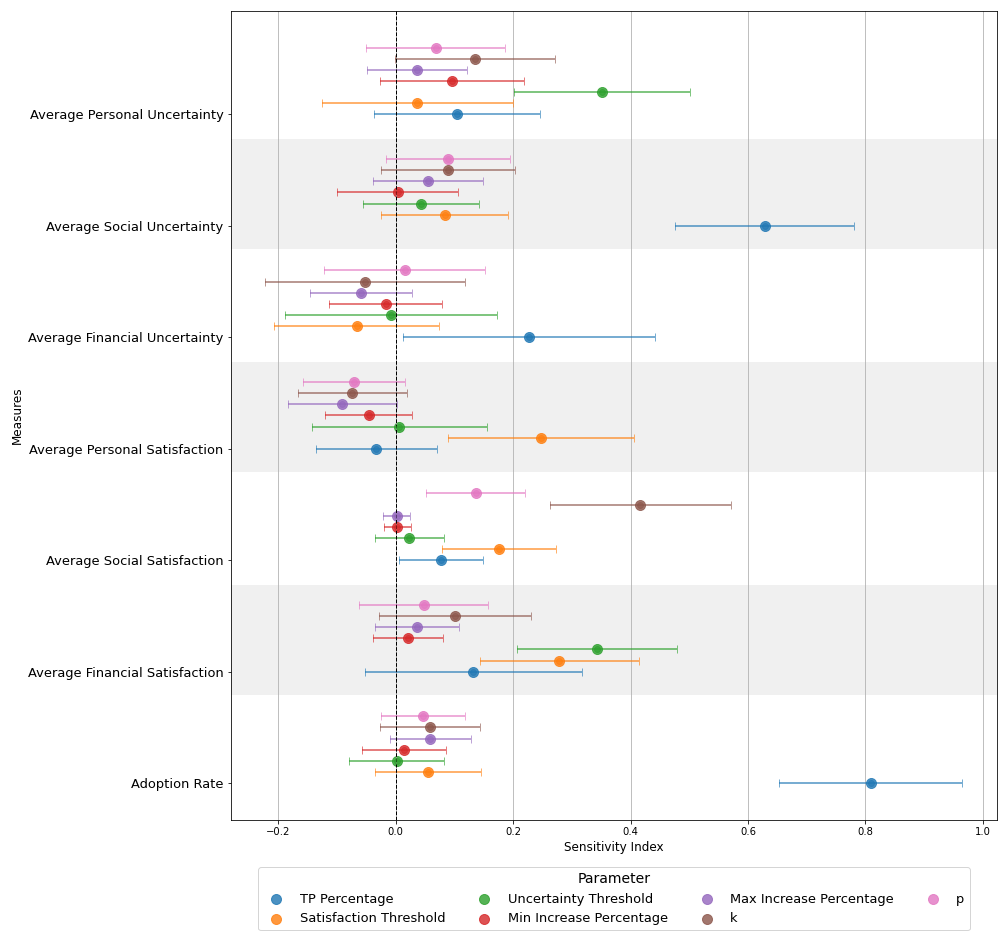 Average Personal Uncertainty
Average Social Uncertainty
Average Financial Uncertainty
Average Personal Satisfaction
Average Social Satisfaction
Average Financial Satisfaction
Adoption Rate
Measures
−0.2 0.0 0.2 0.4 0.6 0.8 1.0
Sensitivity Index
Parameter
TP Percentage Uncertainty Threshold Max Increase Percentage p
Satisfaction Threshold Min Increase Percentage k